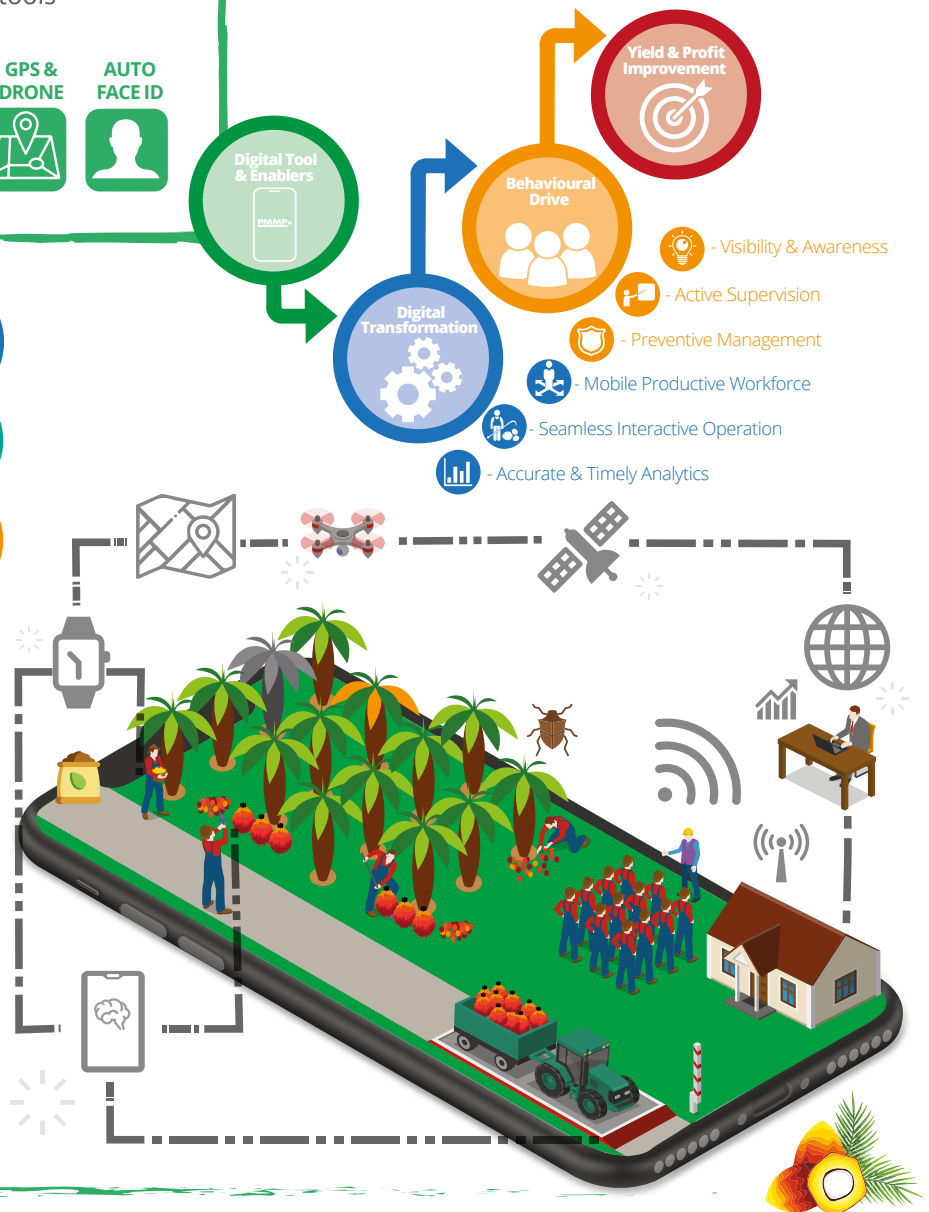 tools
GPS &
DRONE
AUTO
FACE ID
Digital Tool
& Enablers
Yield & Profit
Improvement
Behavioural
Drive
Digital
Transformation
- Visibility & Awareness
- Active Supervision
- Preventive Management
- Mobile Productive Workforce
- Seamless Interactive Operation
- Accurate & Timely Analytics